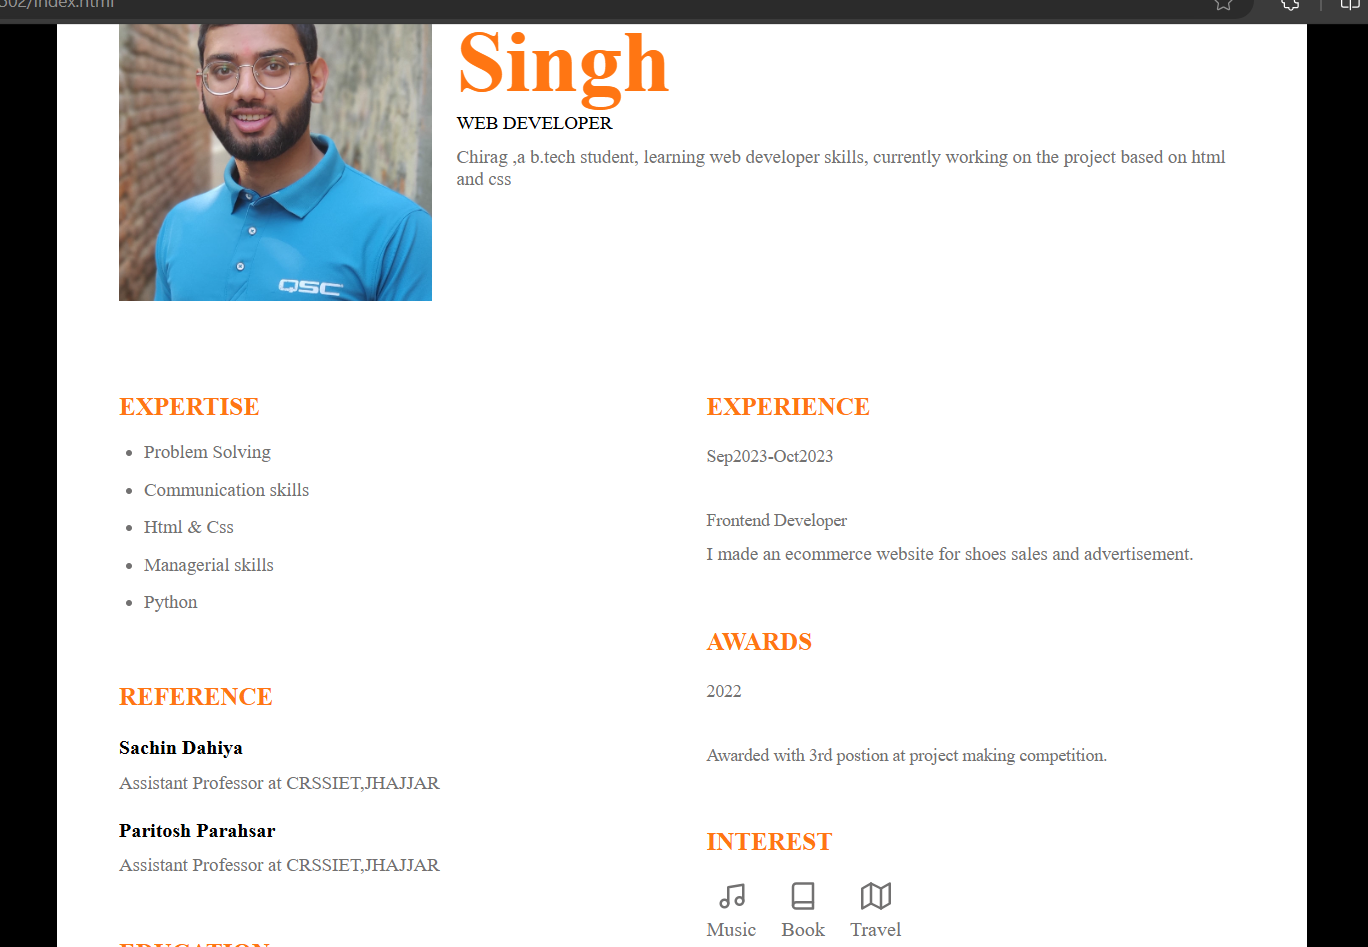 502/index.html
Singh
WEB DEVELOPER
Chirag ,a b.tech student, learning web developer skills, currently working on the project based on html
and css
QSC
EXPERTISE
Problem Solving
Communication skills
Html & Css
Managerial skills
Python
REFERENCE
Sachin Dahiya
Assistant Professor at CRSSIET,JHAJJAR
Paritosh Parahsar
Assistant Professor at CRSSIET,JHAJJAR
EDUCATION
EXPERIENCE
Sep2023-Oct2023
Frontend Developer
I made an ecommerce website for shoes sales and advertisement.
AWARDS
2022
Awarded with 3rd postion at project making competition.
INTEREST
Music Book Travel